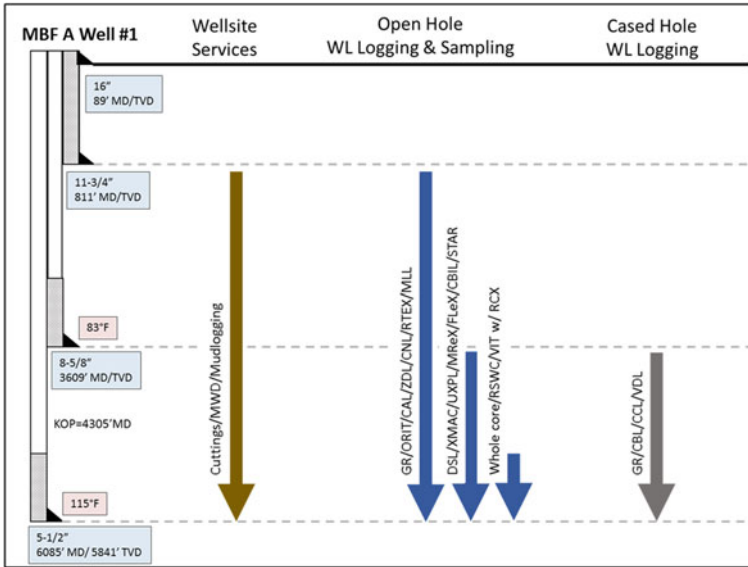 MBF A Well #1
Wellsite
Services
Open Hole
WL Logging & Sampling
Cased Hole
WL Logging
16”
89’ MD/TVD
11-3/4”
811’ MD/TVD
83°F
8-5/8”
3609’ MD/TVD
KOP=4305’MD
115°F
5-1/2”
6085’ MD/ 5841’ TVD
Cuttings/MWD/Mudlogging
GR/ORIT/CAL/ZDL/CNL/RTEX/MLL
DSL/XMAC/UXPL/MReX/FLeX/CBIL/STAR
Whole core/RSWC/VIT w/ RCX
GR/CBL/CCL/VDL